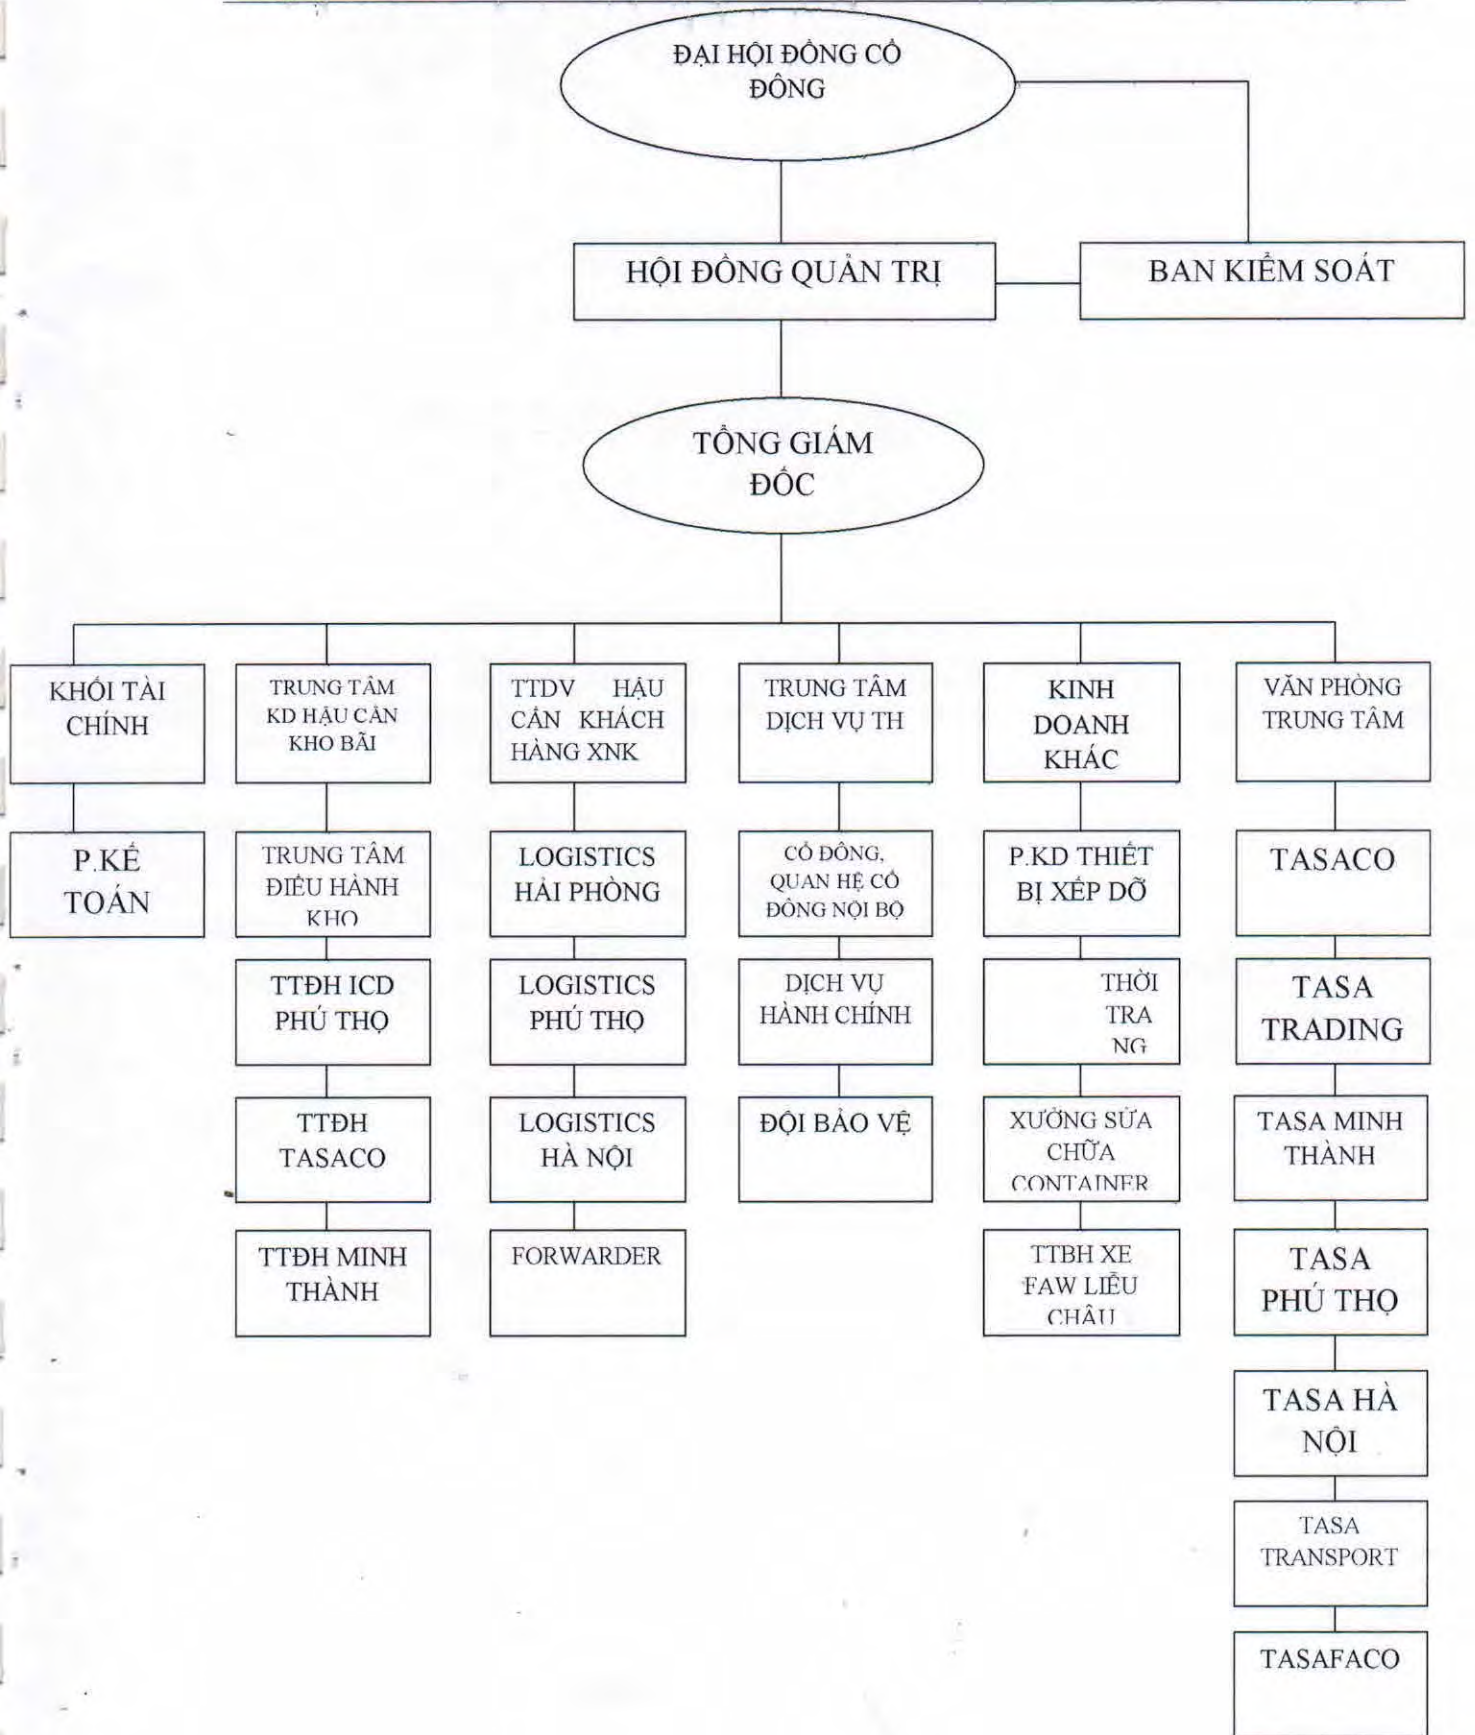 ĐẠI HỘI ĐỒNG CỔ
ĐÔNG
HỘI ĐỒNG QUẢN TRỊ
BAN KIỂM SOÁT
TỔNG GIÁM
ĐỐC
KHỐI TÀI
CHÍNH
P.KẾ
TOÁN
TRUNG TÂM
KD HẬU CẦN
KHO BÃI
TRUNG TÂM
ĐIỀU HÀNH
KHO
TTĐH ICD
PHÚ THỌ
TTĐH
TASACO
TTĐH MINH
THÀNH
TTDV HẬU
CẦN KHÁCH
HÀNG XNK
LOGISTICS
HẢI PHÒNG
LOGISTICS
PHÚ THỌ
LOGISTICS
HÀ NỘI
FORWARDER
TRUNG TÂM
DỊCH VỤ TH
CỔ ĐÔNG,
QUAN HỆ CỔ
ĐÔNG NỘI BỘ
DỊCH VỤ
HÀNH CHÍNH
ĐỘI BẢO VỆ
KINH
DOANH
KHÁC
P.KD THIẾT
BỊ XẾP DỠ
THỜI
TRA
NG
XƯỞNG SỬA
CHỮA
CONTAINER
TTBH XE
FAW LIỄU
CHÂU
VĂN PHÒNG
TRUNG TÂM
TASACO
TASA
TRADING
TASA MINH
THÀNH
TASA
PHÚ THỌ
TASA HÀ
NỘI
TASA
TRANSPORT
TASAFACO